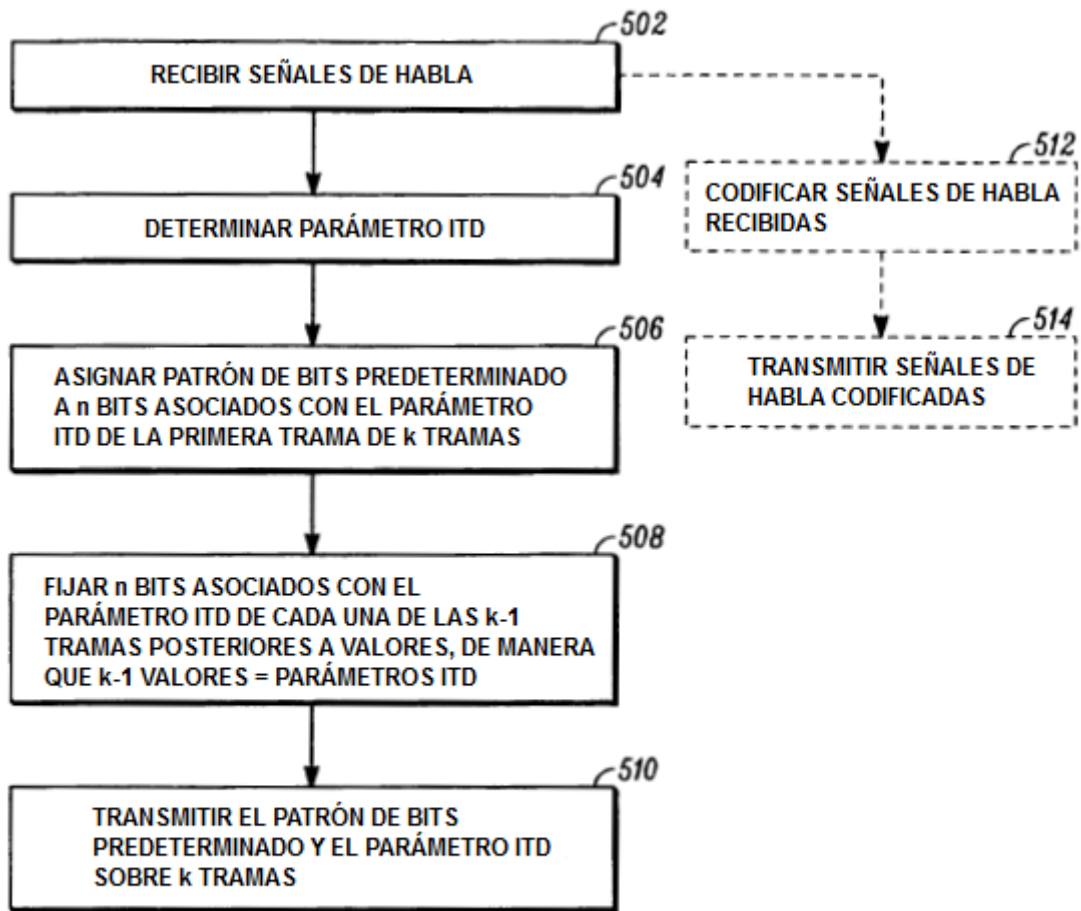 502
RECIBIR SEÑALES DE HABLA
504
DETERMINAR PARÁMETRO ITD
506
ASIGNAR PATRÓN DE BITS PREDETERMINADO
A n BITS ASOCIADOS CON EL PARÁMETRO
ITD DE LA PRIMERA TRAMA DE k TRAMAS
508
FIJAR n BITS ASOCIADOS CON EL
PARÁMETRO ITD DE CADA UNA DE LAS k-1
TRAMAS POSTERIORES A VALORES, DE MANERA
QUE k-1 VALORES = PARÁMETROS ITD
510
TRANSMITIR EL PATRÓN DE BITS
PREDETERMINADO Y EL PARÁMETRO ITD
SOBRE k TRAMAS
512
CODIFICAR SEÑALES DE HABLA
RECIBIDAS
514
TRANSMITIR SEÑALES DE
HABLA CODIFICADAS